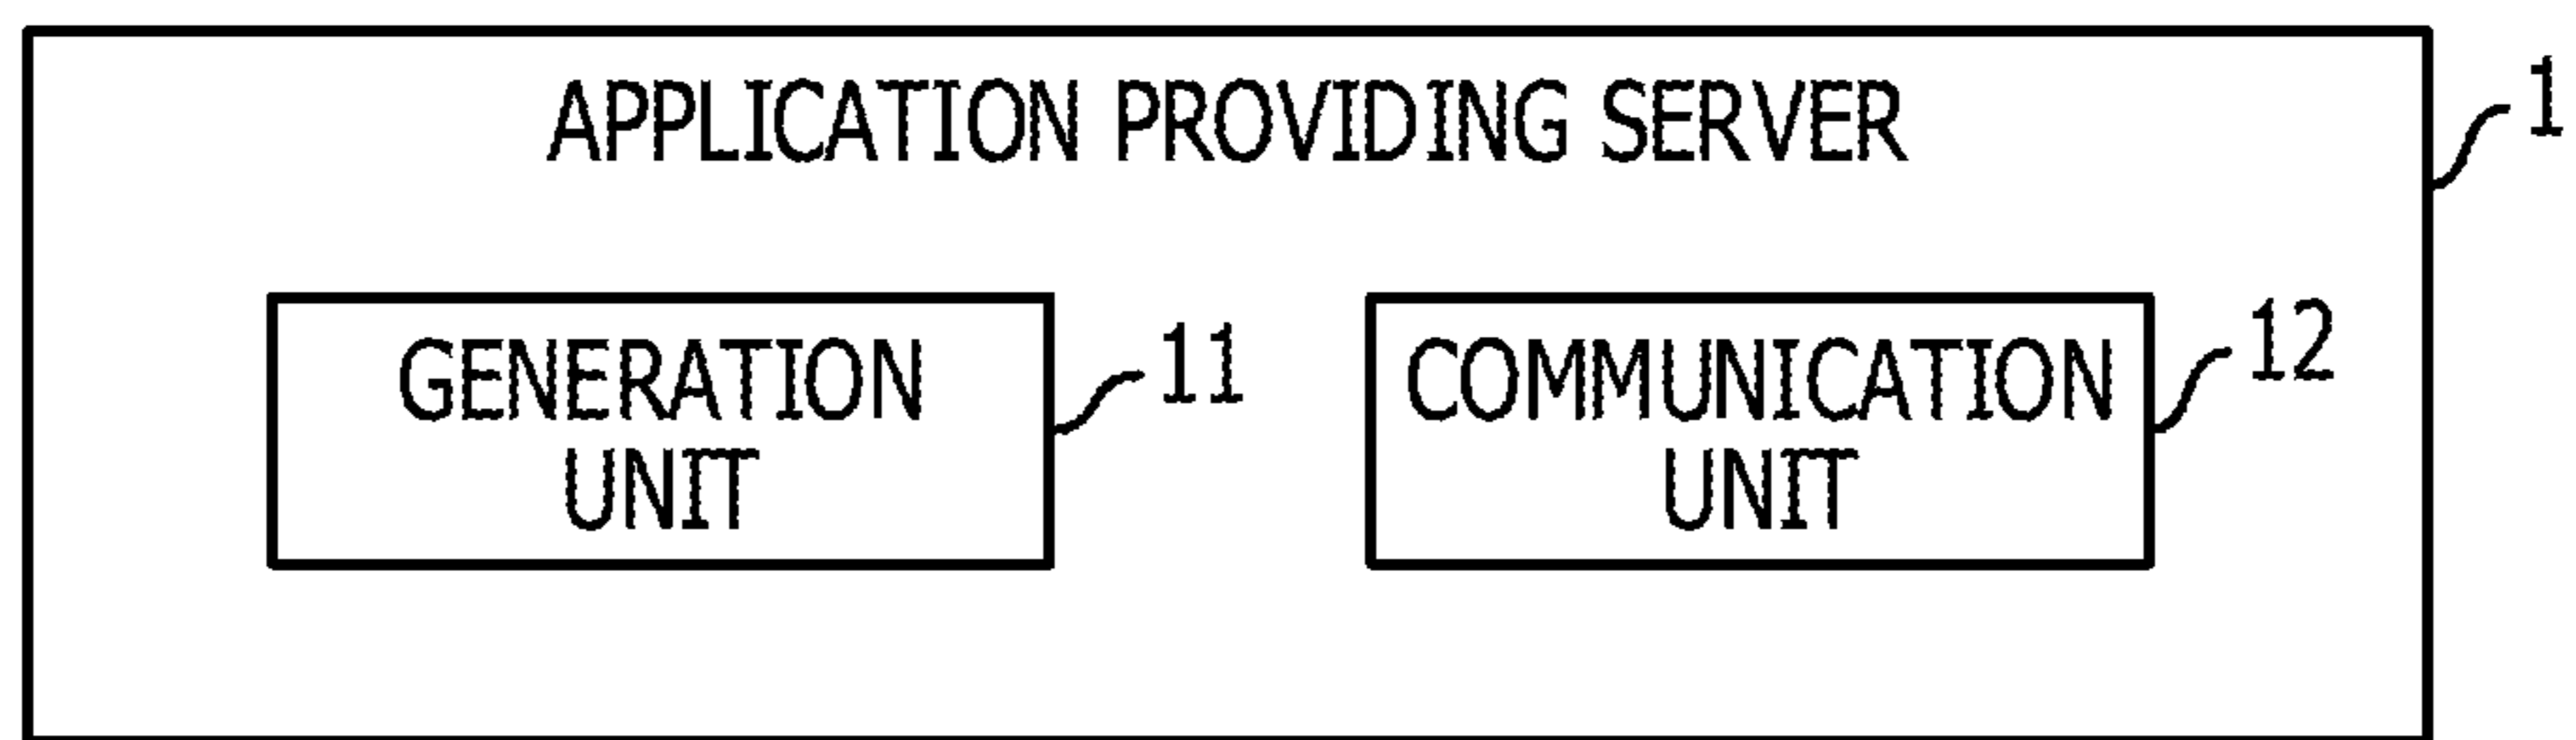 APPLICATION PROVIDING SERVER
1
GENERATION
UNIT
11
COMMUNICATION
UNIT
12